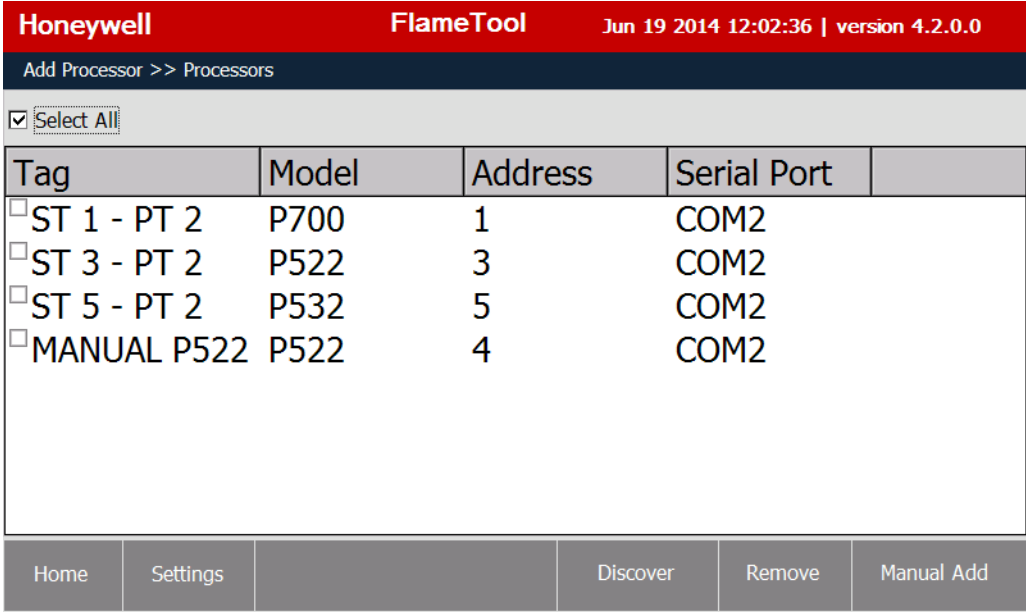 Honeywell FlameTool Jun 19 2014 12:02:36 | version 4.2.0.0
Add Processor >> Processors
Select All
Tag Model Address Serial Port
ST 1 - PT 2 P700 1 COM2
ST 3 - PT 2 P522 3 COM2
ST 5 - PT 2 P532 5 COM2
MANUAL P522 P522 4 COM2
Home Settings Discover Remove Manual Add